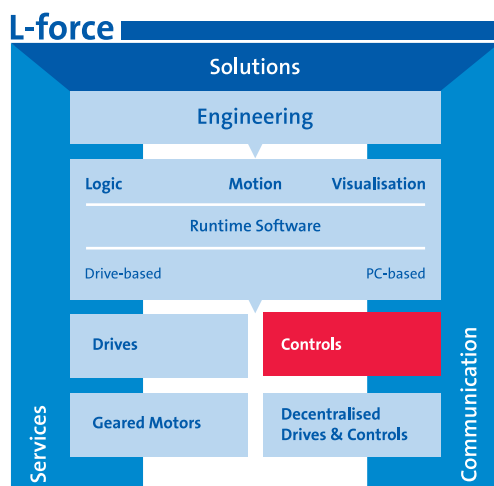 L-force
Solutions
Engineering
Logic Motion Visualisation
Runtime Software
Drive-based PC-based
Drives
Controls
Geared Motors
Decentralised
Drives & Controls
Services
Communication